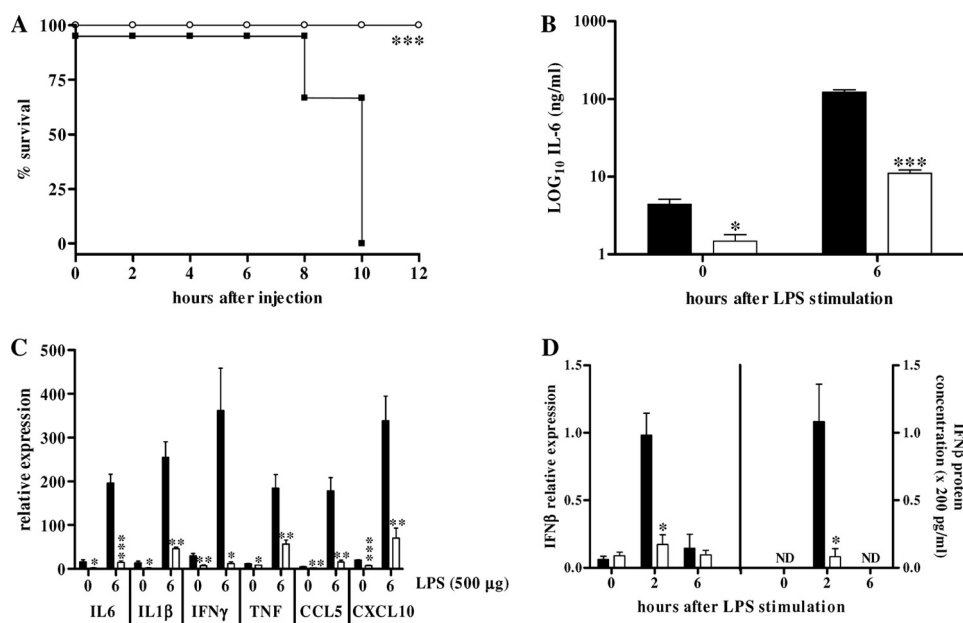 A
100
75
50
25
0
% survival
***
0 2 4 6 8 10 12
hours after injection
B
1000
100
10
1
LOG10 IL-6 (ng/ml)
*
***
0 6
hours after LPS stimulation
C
500
400
300
200
100
0
relative expression
* *** * ** ** * * ** ** ** *** **
0 6 0 6 0 6 0 6 0 6 0 6 LPS (500 µg)
IL6 IL1β IFNγ TNF CCL5 CXCL10
D
1.5
1.0
0.5
0.0
IFNβ relative expression
*
*
ND ND
1.5
1.0
0.5
0.0
IFNβ protein
concentration (x 200 pg/ml)
0 2 6 0 2 6
hours after LPS stimulation